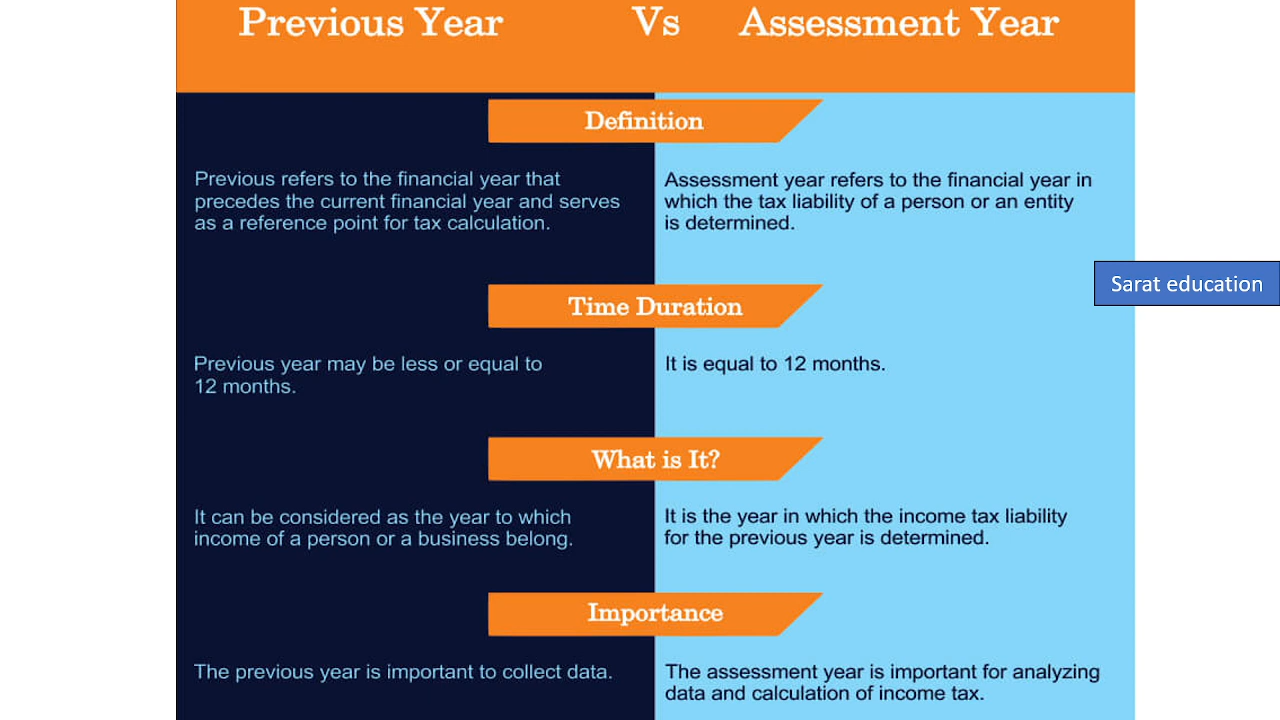 Previous Year Vs Assessment Year
Definition
Previous refers to the financial year that
precedes the current financial year and serves
as a reference point for tax calculation.
Assessment year refers to the financial year in
which the tax liability of a person or an entity
is determined.
Sarat education
Time Duration
Previous year may be less or equal to
12 months.
It is equal to 12 months.
What is It?
It can be considered as the year to which
income of a person or a business belong.
It is the year in which the income tax liability
for the previous year is determined.
Importance
The previous year is important to collect data.
The assessment year is important for analyzing
data and calculation of income tax.